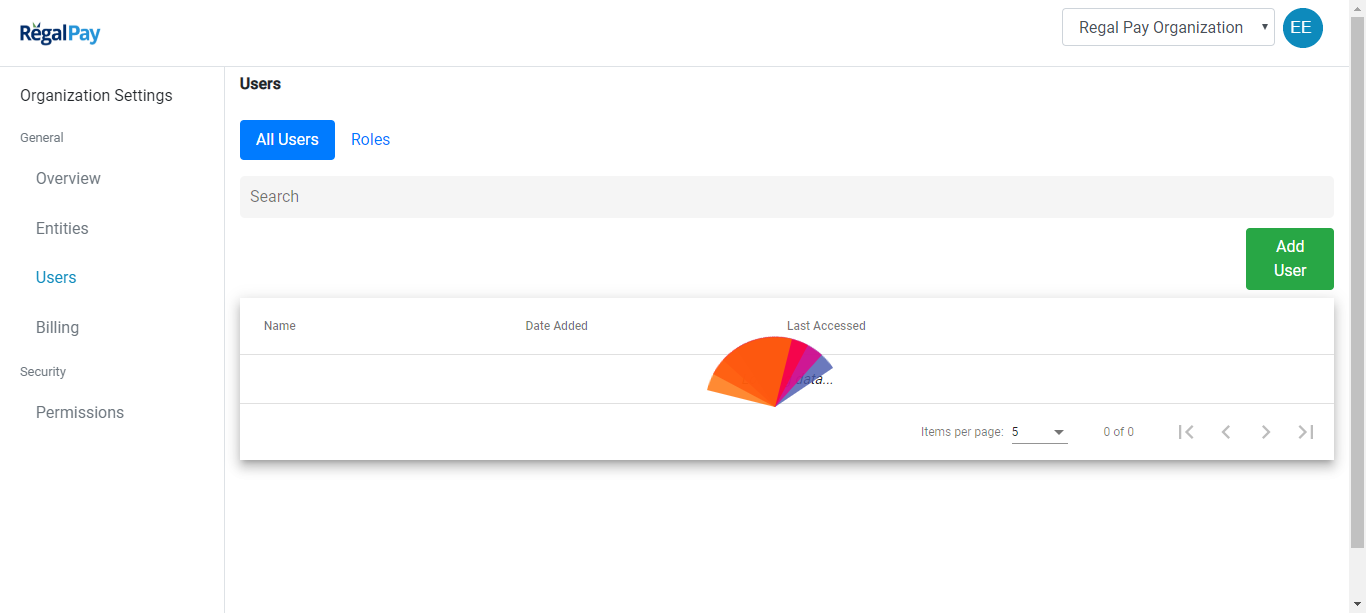 RegalPay
Regal Pay Organization
EE
Organization Settings
General
Overview
Entities
Users
Billing
Security
Permissions
Users
All Users Roles
Search
Add
User
Name Date Added Last Accessed
data...
Items per page: 5 0 of 0